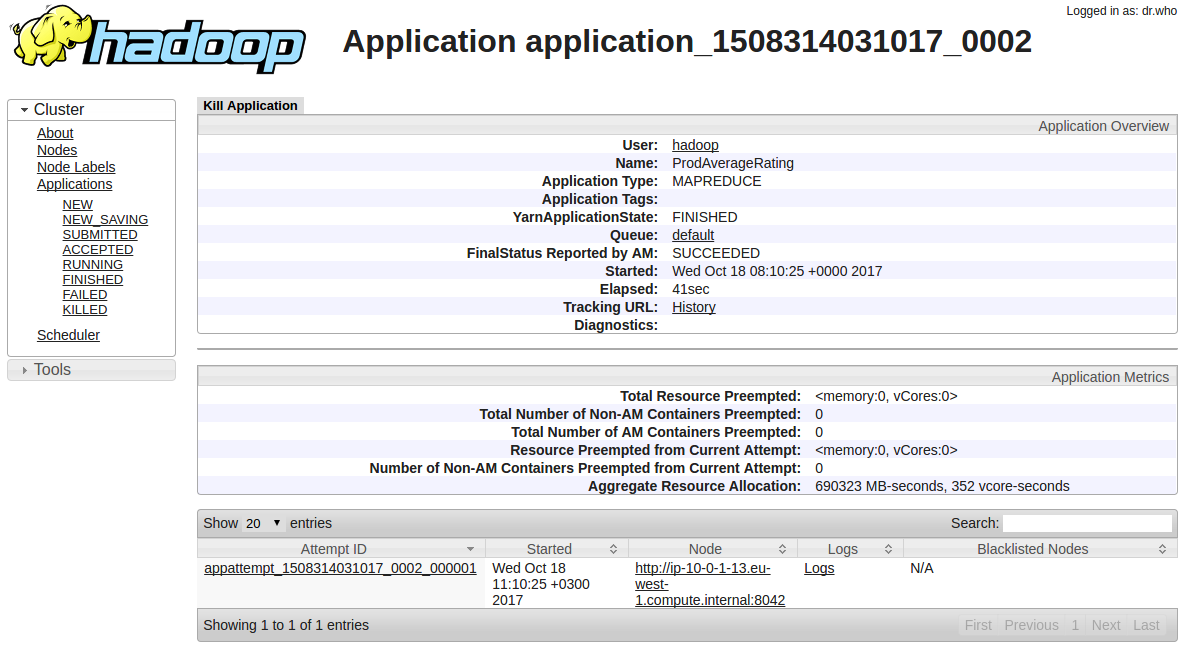 Logged in as: dr.who
hadoop
Application application_1508314031017_0002
Cluster
About
Nodes
Node Labels
Applications
NEW
NEW_SAVING
SUBMITTED
ACCEPTED
RUNNING
FINISHED
FAILED
KILLED
Scheduler
Tools
Kill Application
Application Overview
User: hadoop
Name: ProdAverageRating
Application Type: MAPREDUCE
Application Tags:
YarnApplicationState: FINISHED
Queue: default
FinalStatus Reported by AM: SUCCEEDED
Started: Wed Oct 18 08:10:25 +0000 2017
Elapsed: 41sec
Tracking URL: History
Diagnostics:
Application Metrics
Total Resource Preempted: <memory:0, vCores:0>
Total Number of Non-AM Containers Preempted: 0
Total Number of AM Containers Preempted: 0
Resource Preempted from Current Attempt: <memory:0, vCores:0>
Number of Non-AM Containers Preempted from Current Attempt: 0
Aggregate Resource Allocation: 690323 MB-seconds, 352 vcore-seconds
Show 20 entries Search:
Attempt ID Started Node Logs Blacklisted Nodes
appattempt_1508314031017_0002_000001 Wed Oct 18 http://ip-10-0-1-13.eu- Logs N/A
11:10:25 +0300 west-
2017 1.compute.internal:8042
Showing 1 to 1 of 1 entries First Previous 1 Next Last